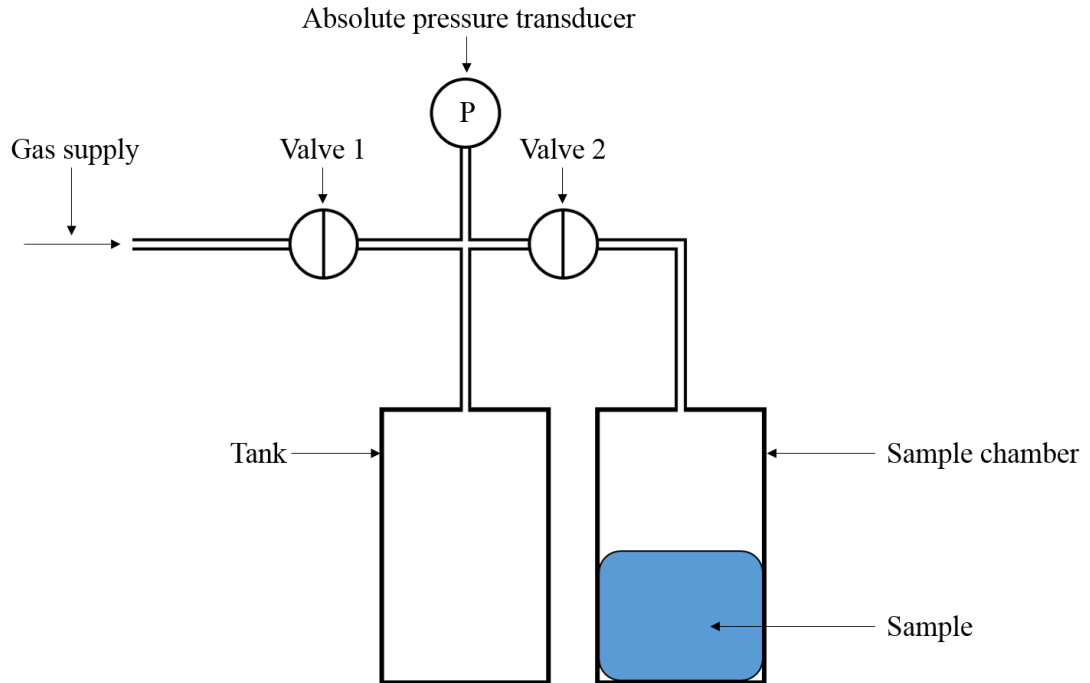 Absolute pressure transducer
P
Gas supply
Valve 1
Valve 2
Tank
Sample chamber
Sample